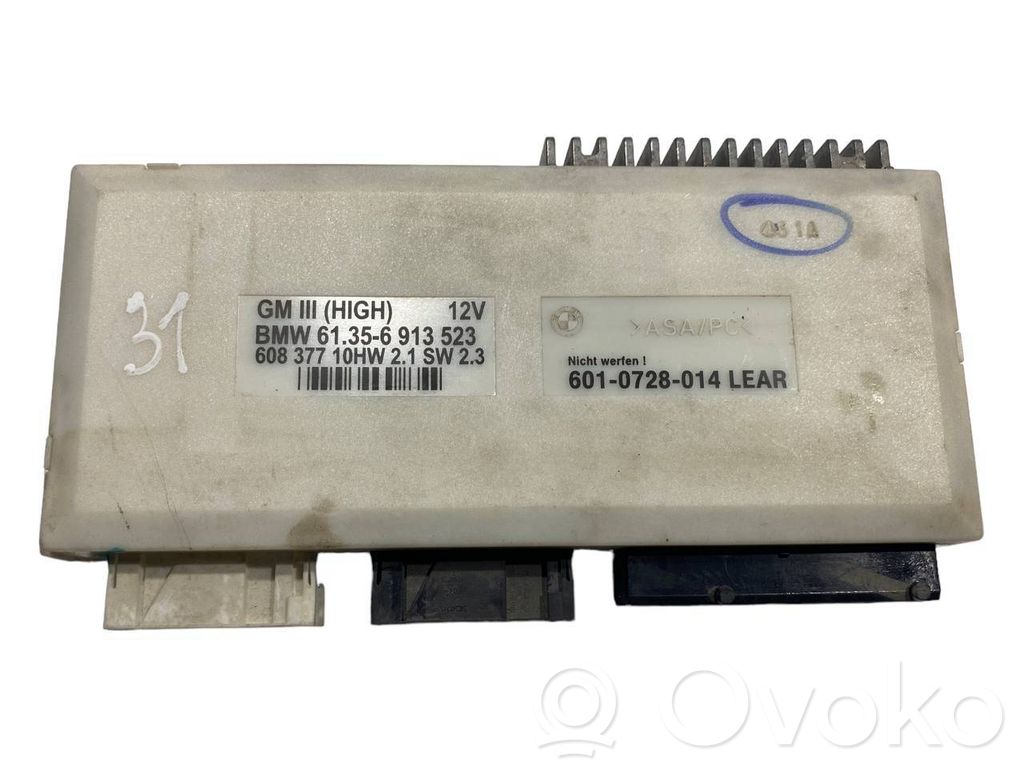 031A
31
GM III (HIGH) 12V
BMW 61.35-6 913 523
608 377 10HW 2.1 SW 2.3
>ASA/PC<
Nicht werfen !
601-0728-014 LEAR
Ovoko